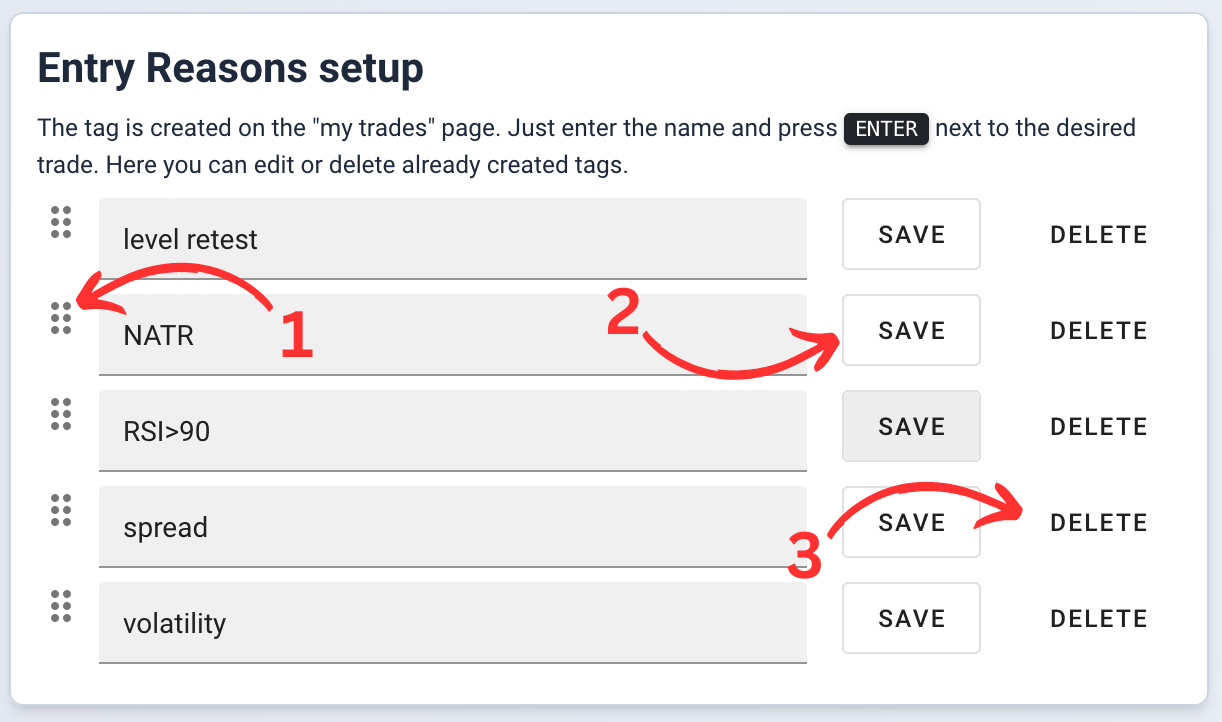 Entry Reasons setup
The tag is created on the "my trades" page. Just enter the name and press ENTER next to the desired
trade. Here you can edit or delete already created tags.
level retest SAVE DELETE
1
2
NATR SAVE DELETE
RSI>90 SAVE DELETE
spread SAVE DELETE
3
volatility SAVE DELETE